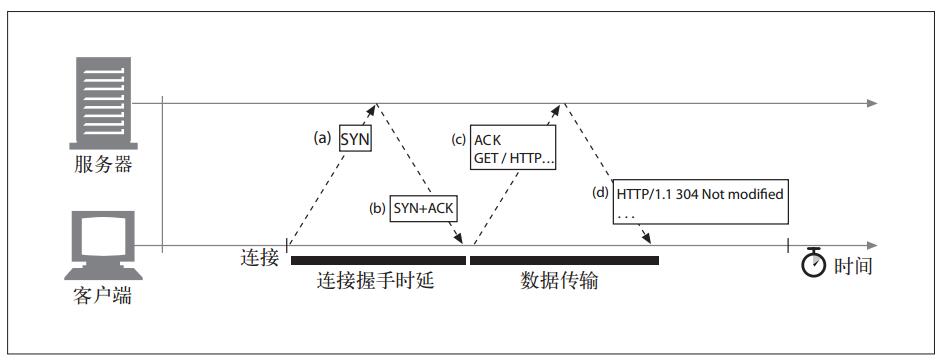 服务器
(a) SYN
(c) ACK
GET / HTTP...
(b) SYN+ACK
(d) HTTP/1.1 304 Not modified
...
客户端
连接
连接握手时延
数据传输
时间